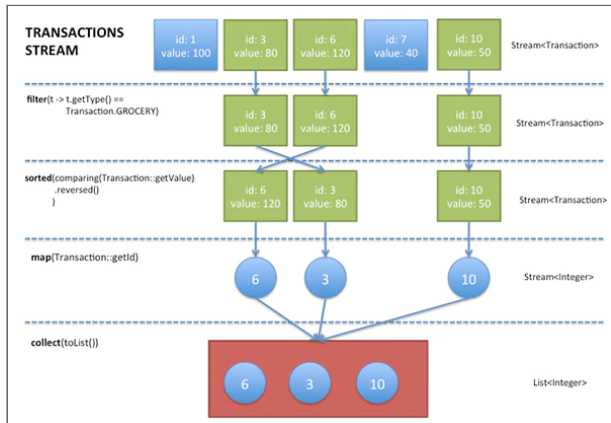 TRANSACTIONS
STREAM
id: 1
value: 100
id: 3
value: 80
id: 6
value: 120
id: 7
value: 40
id: 10
value: 50
Stream<Transaction>
filter(t -> t.getType() ==
Transaction.GROCERY)
id: 3
value: 80
id: 6
value: 120
id: 10
value: 50
Stream<Transaction>
sorted(comparing(Transaction::getValue)
.reversed()
)
id: 6
value: 120
id: 3
value: 80
id: 10
value: 50
Stream<Transaction>
map(Transaction::getId)
6
3
10
Stream<Integer>
collect(toList())
6
3
10
List<Integer>